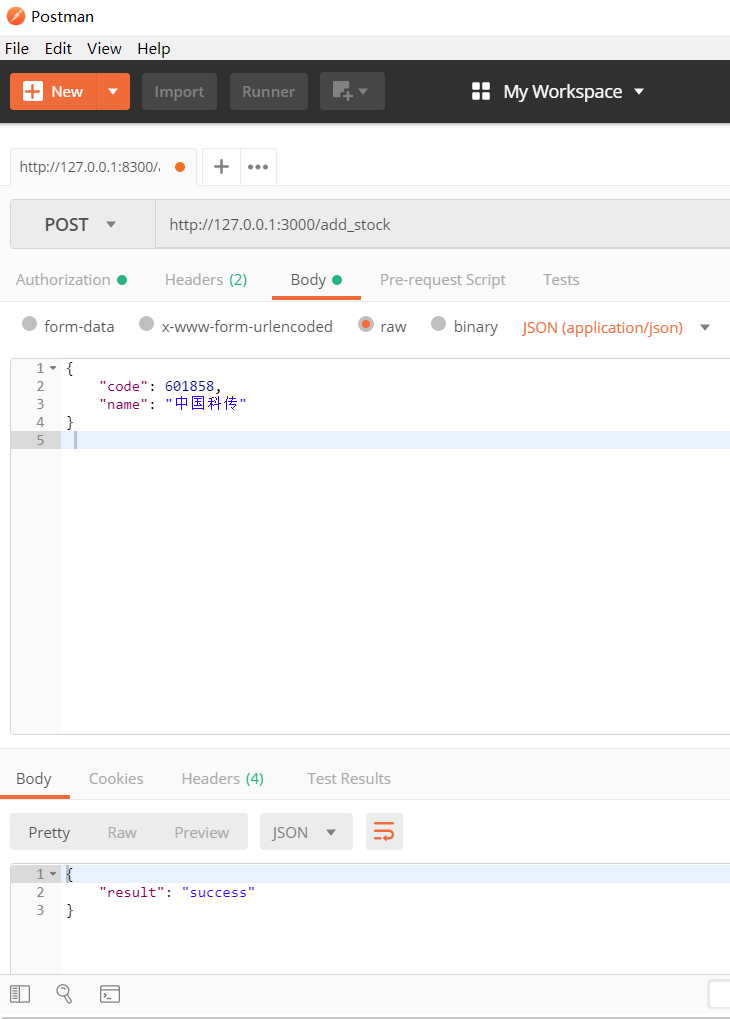 Postman
File Edit View Help
New Import Runner My Workspace
http://127.0.0.1:8300/
POST http://127.0.0.1:3000/add_stock
Authorization Headers (2) Body Pre-request Script Tests
form-data x-www-form-urlencoded raw binary JSON (application/json)
1 {
2 "code": 601858,
3 "name": "中国科传"
4 }
5
Body Cookies Headers (4) Test Results
Pretty Raw Preview JSON
1 {
2 "result": "success"
3 }